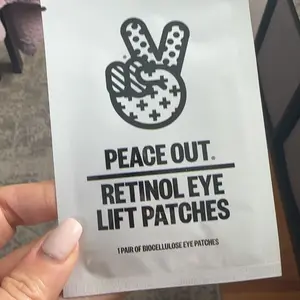 PEACE OUT®
RETINOL EYE
LIFT PATCHES
1 PAIR OF BIOCELLULOSE EYE PATCHES